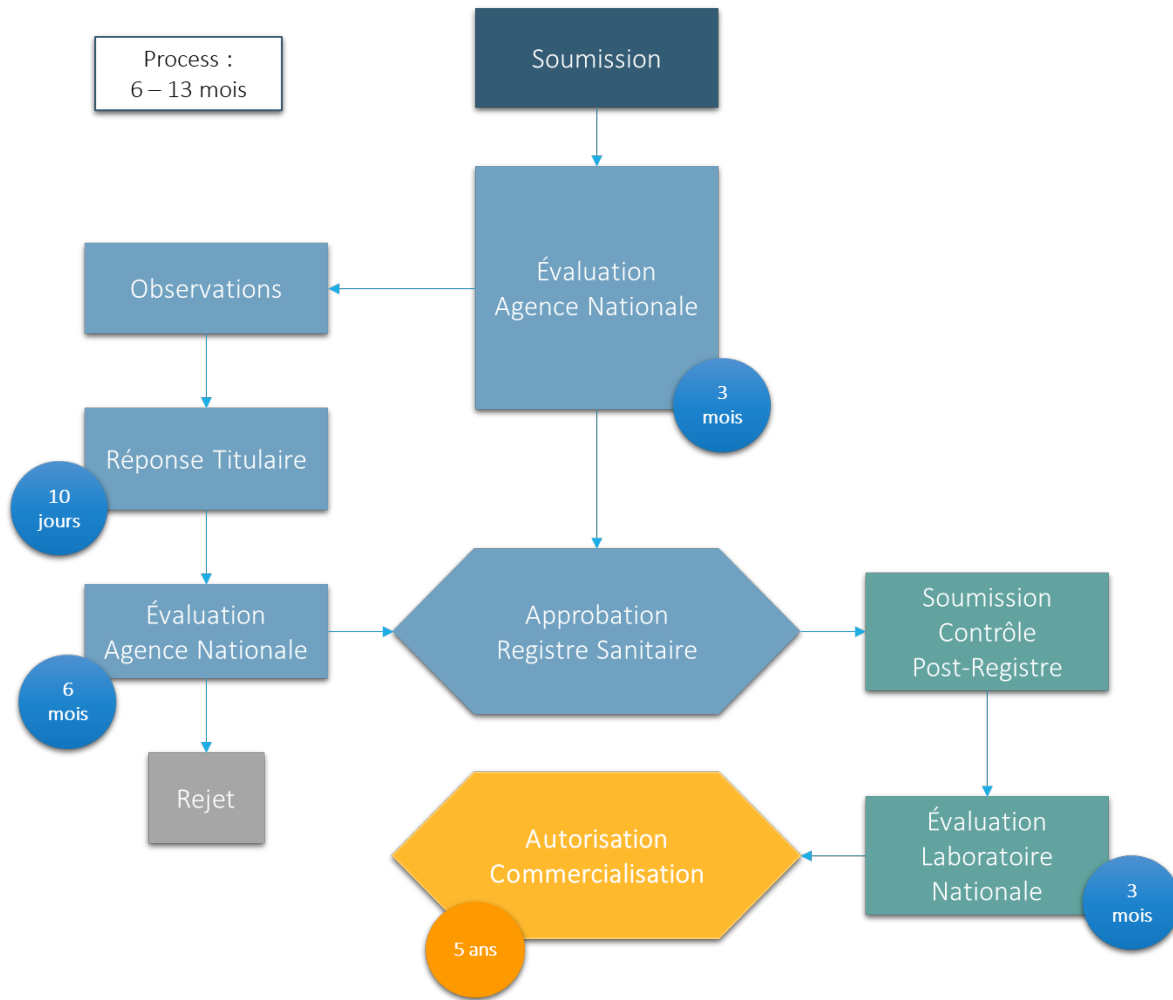 Process :
6 – 13 mois
Soumission
Évaluation
Agence Nationale
3
mois
Observations
Réponse Titulaire
10
jours
Évaluation
Agence Nationale
6
mois
Rejet
Approbation
Registre Sanitaire
Soumission
Contrôle
Post-Registre
Évaluation
Laboratoire
Nationale
3
mois
Autorisation
Commercialisation
5 ans